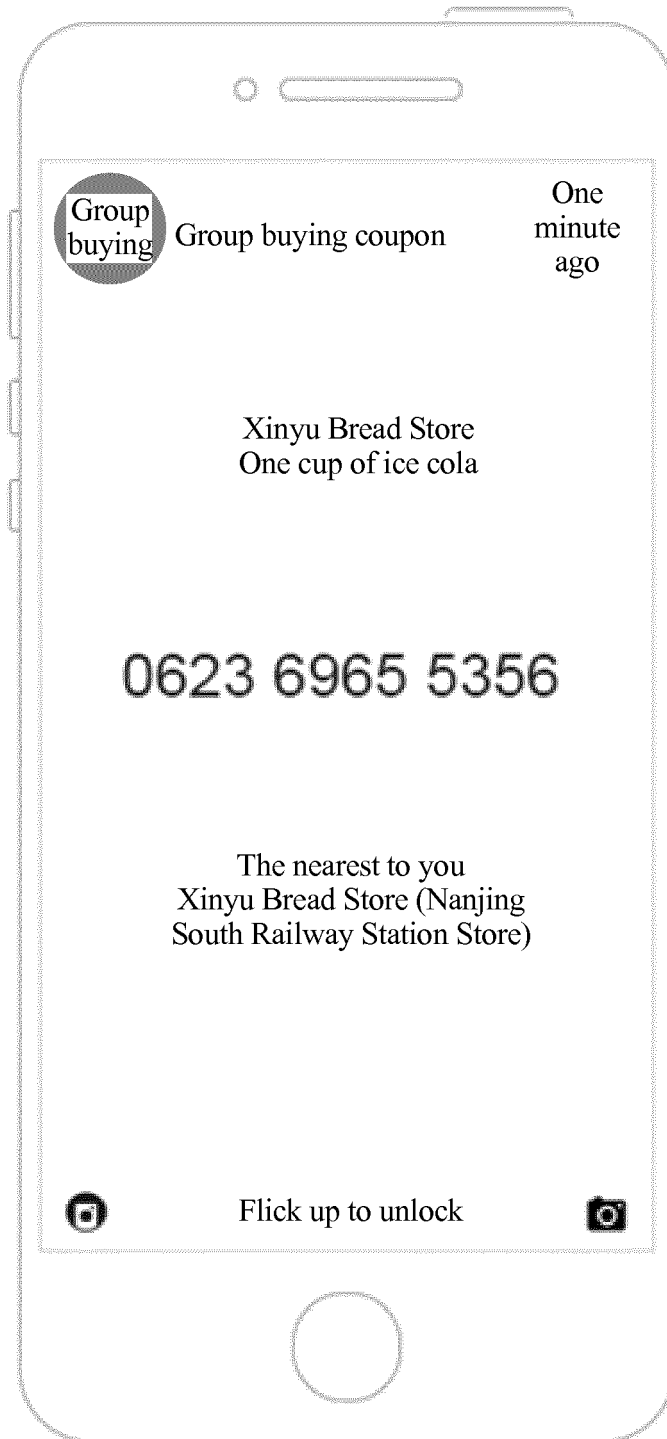 Group
buying
Group buying coupon
One
minute
ago
Xinyu Bread Store
One cup of ice cola
0623 6965 5356
The nearest to you
Xinyu Bread Store (Nanjing
South Railway Station Store)
Flick up to unlock